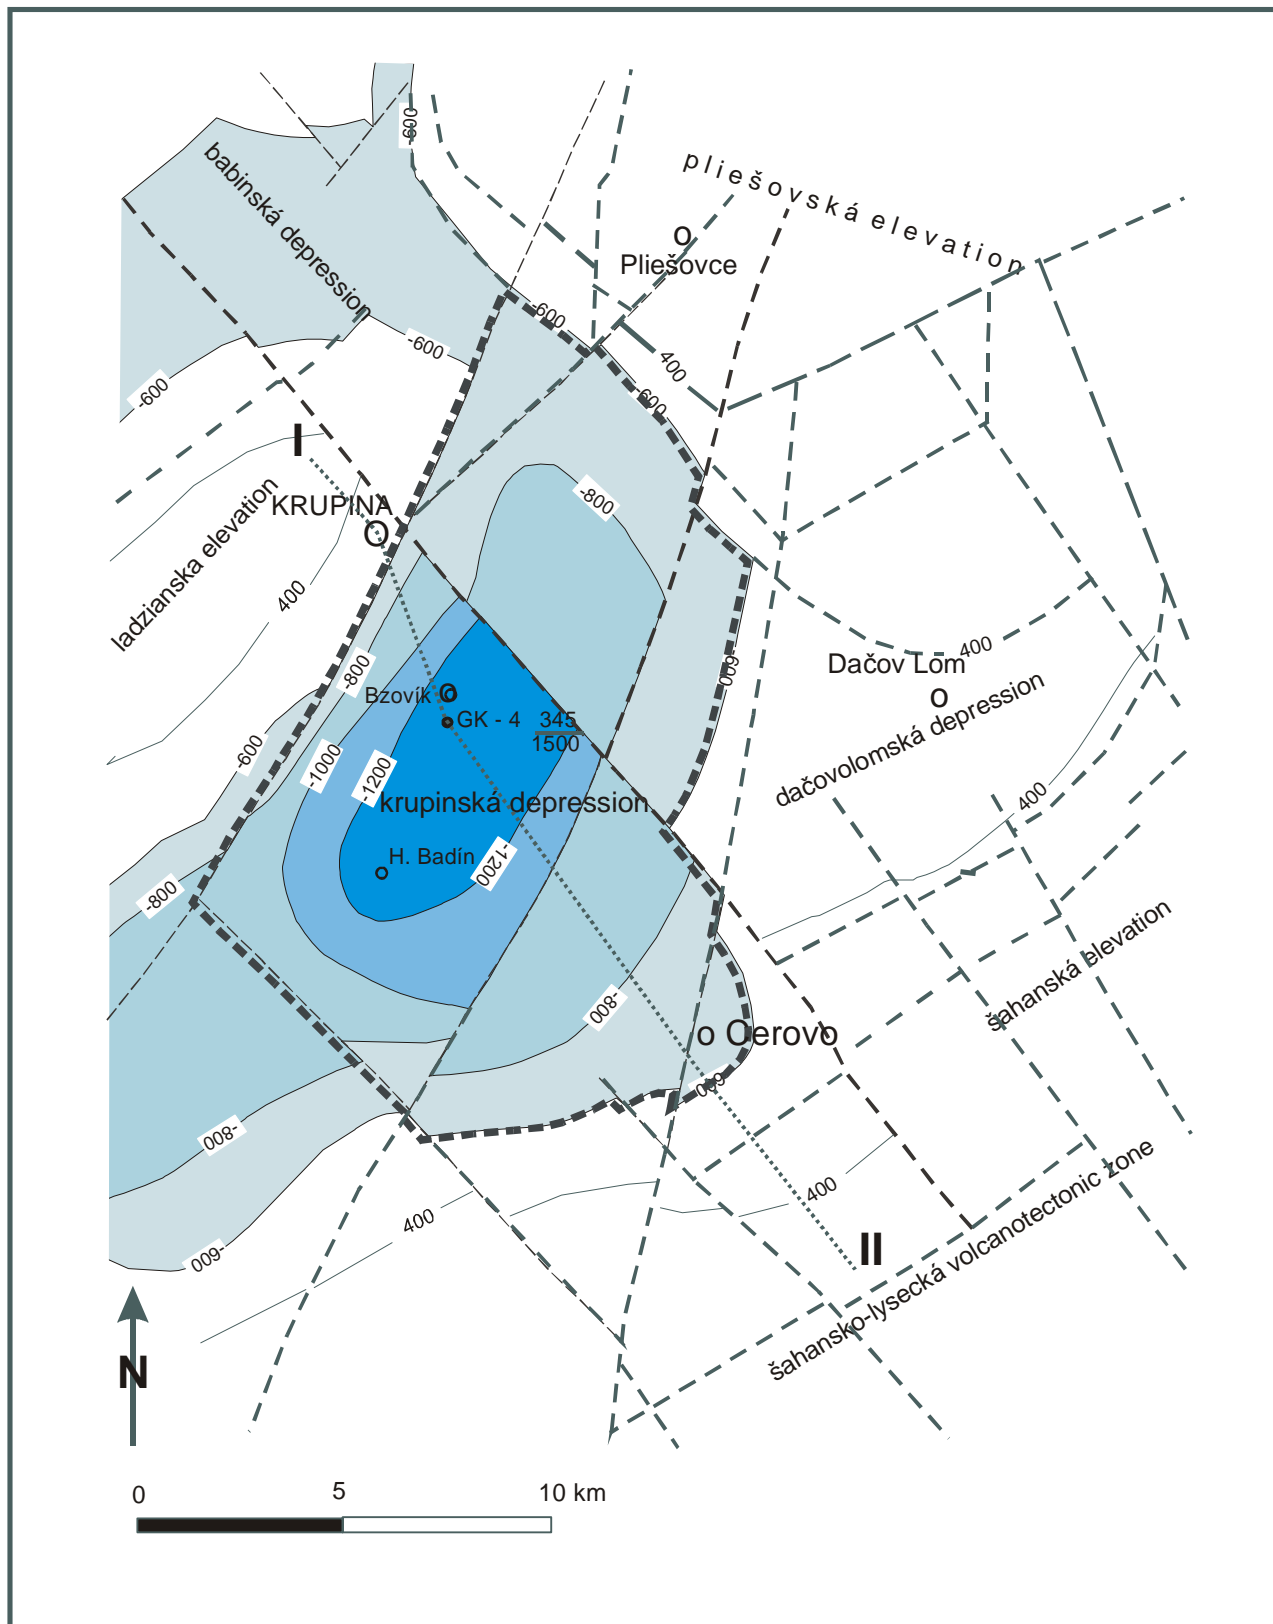 -600
babinská depression
pliešovská elevation
Pliešovce
-600
-600
400
-600
-600
I
-800
KRUPINA
ladzianska elevation
400
-600
400
Dačov Lom
-800
Bzovík
GK - 4
345
1500
dačovolomská depression
-600
-1000
-1200
krupinská depression
400
H. Badín
-1200
-800
šahanská elevation
-800
o Cerovo
-600
-800
400
400
II
šahansko-lysecká volcanotectonic zone
-600
N
0
5
10 km